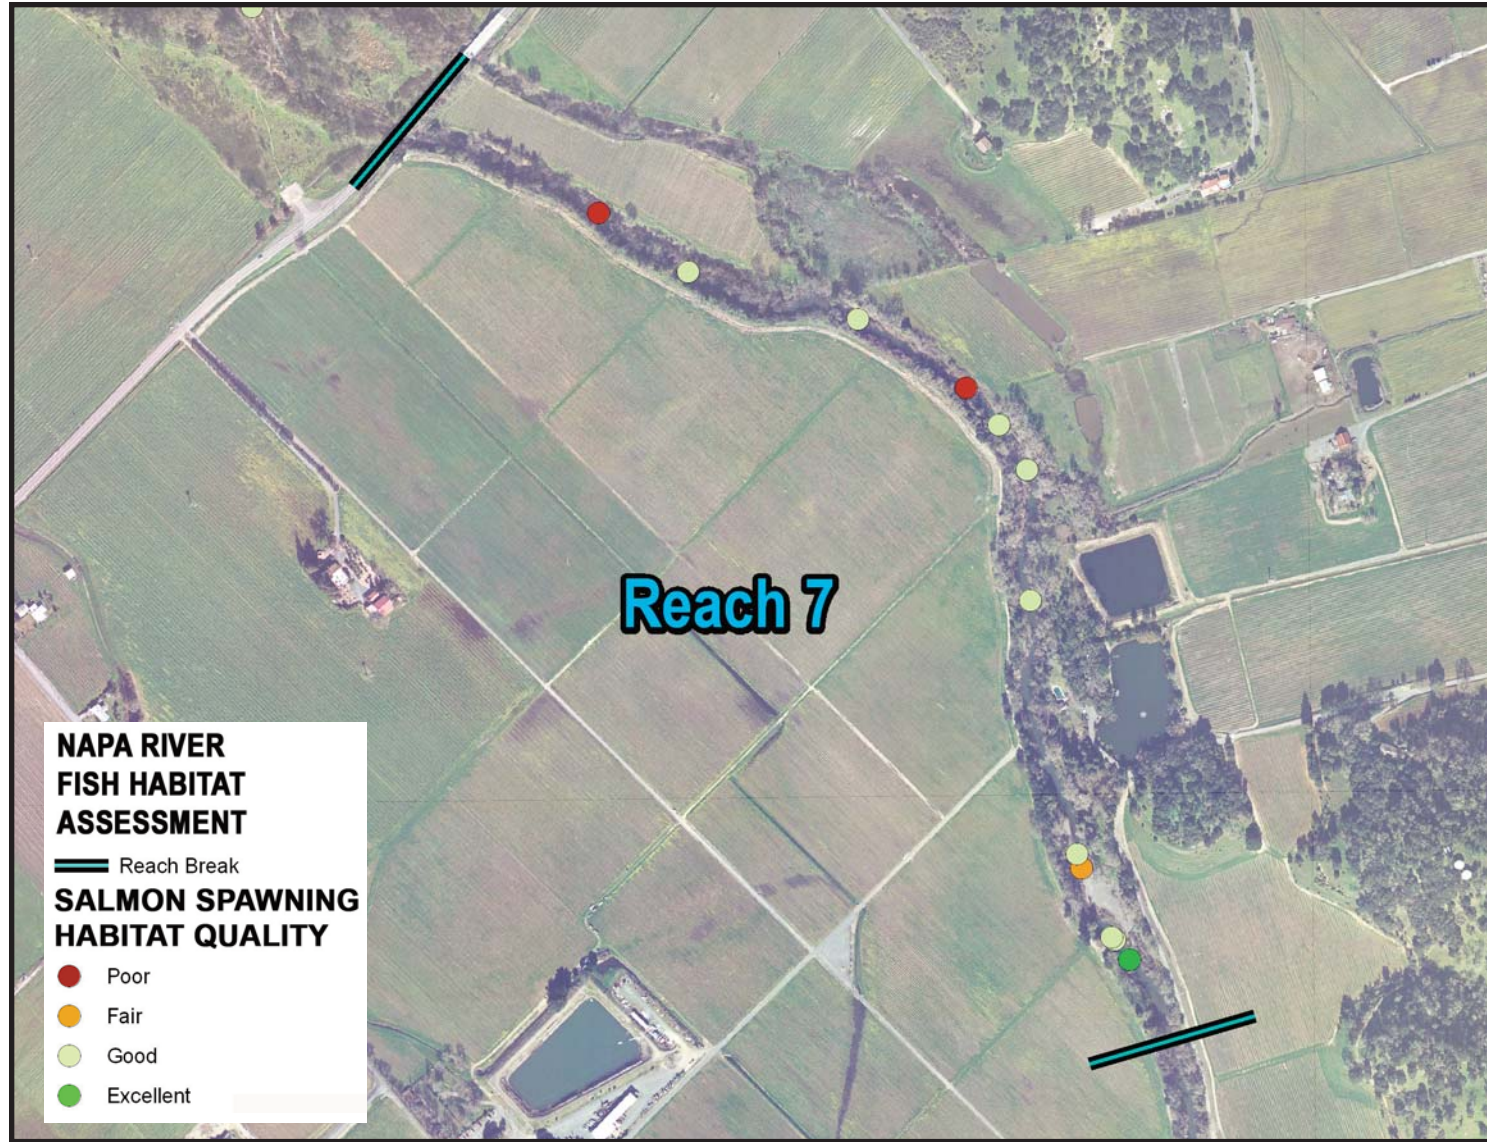 Reach 7
NAPA RIVER
FISH HABITAT
ASSESSMENT
Reach Break
SALMON SPAWNING
HABITAT QUALITY
Poor
Fair
Good
Excellent